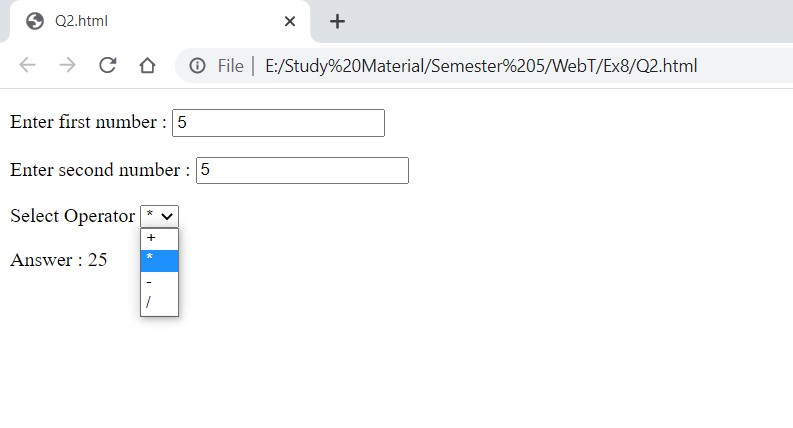 Q2.html
File | E:/Study%20Material/Semester%205/WebT/Ex8/Q2.html
Enter first number : 5
Enter second number : 5
Select Operator *
+
*
-
/
Answer : 25